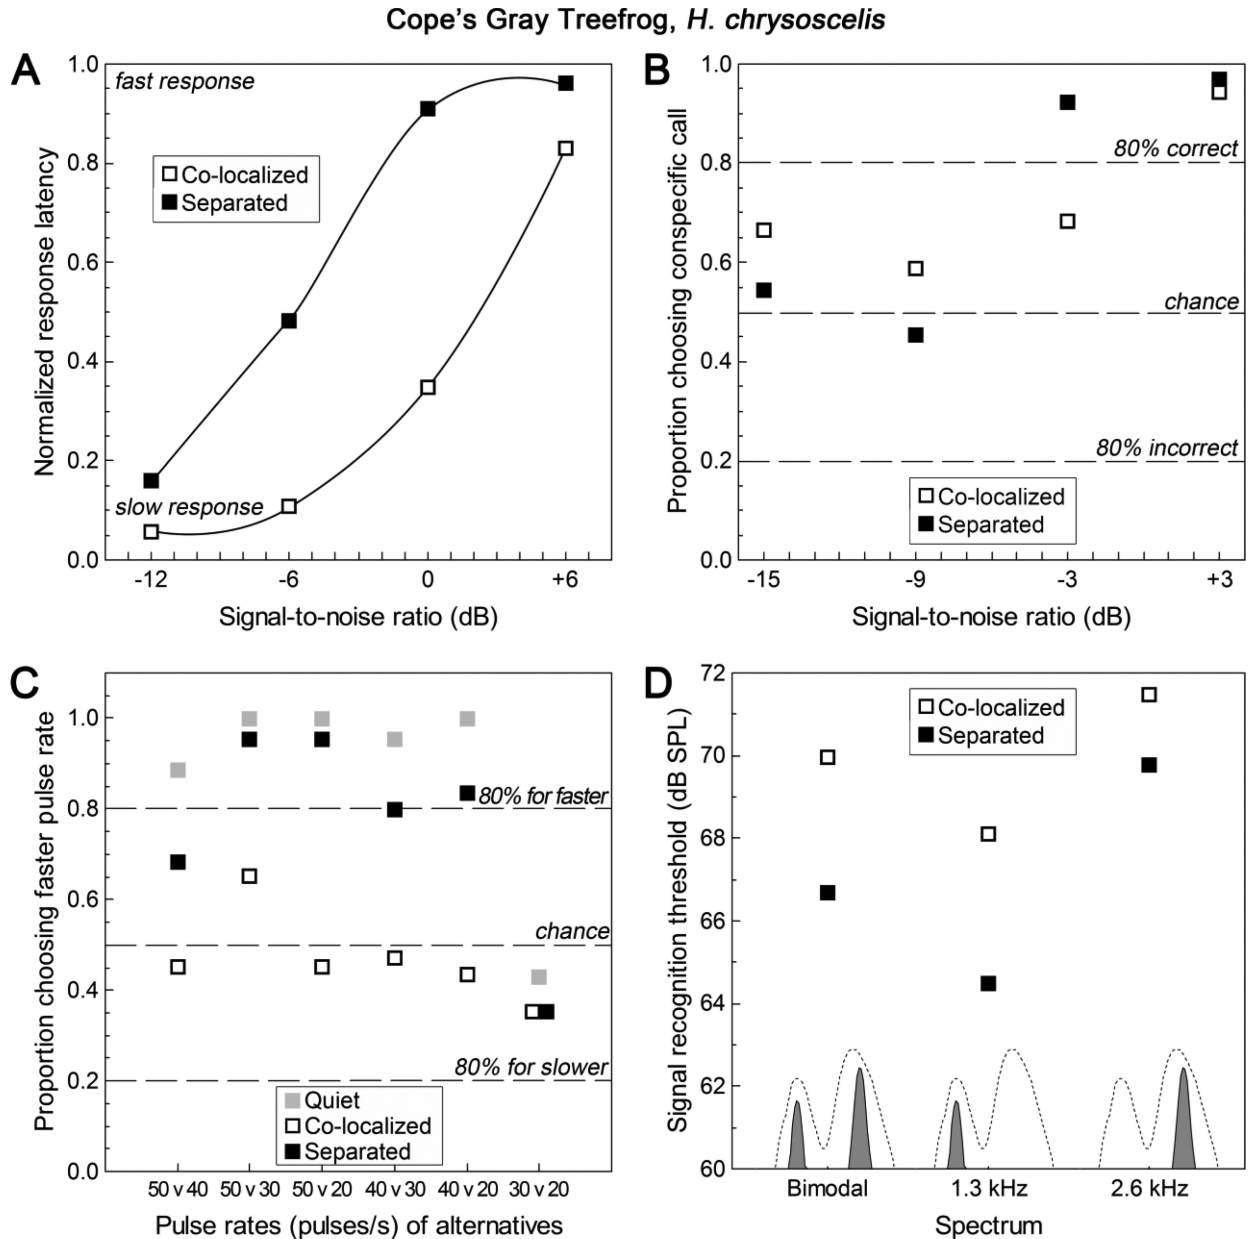 Cope's Gray Treefrog, H. chrysoscelis
A
1.0
0.8
0.6
0.4
0.2
0.0
Normalized response latency
fast response
Co-localized
Separated
slow response
-12 -6 0 +6
Signal-to-noise ratio (dB)
B
1.0
0.8
0.6
0.4
0.2
0.0
Proportion choosing conspecific call
80% correct
chance
80% incorrect
Co-localized
Separated
-15 -9 -3 +3
Signal-to-noise ratio (dB)
C
1.0
0.8
0.6
0.4
0.2
0.0
Proportion choosing faster pulse rate
80% for faster
chance
80% for slower
Quiet
Co-localized
Separated
50 v 40 50 v 30 50 v 20 40 v 30 40 v 20 30 v 20
Pulse rates (pulses/s) of alternatives
D
72
70
68
66
64
62
60
Signal recognition threshold (dB SPL)
Co-localized
Separated
Bimodal 1.3 kHz 2.6 kHz
Spectrum